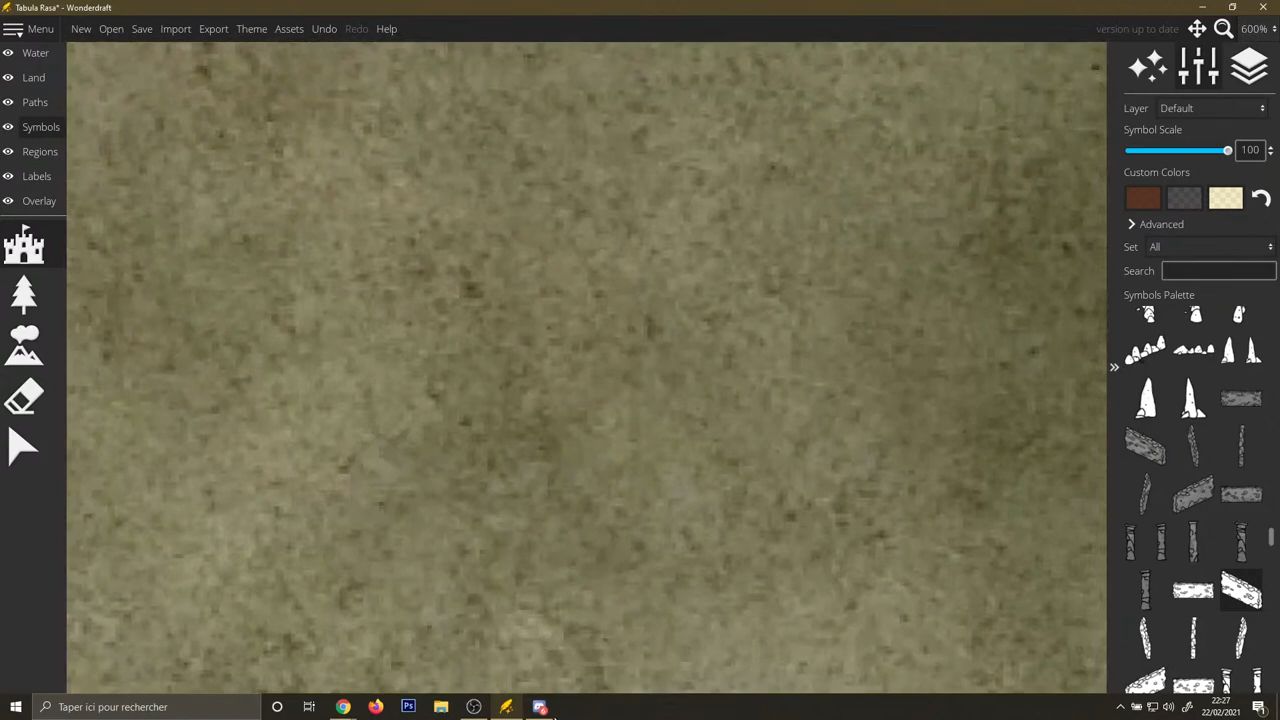 Tabula Rasa* - Wonderdraft
Menu New Open Save Import Export Theme Assets Undo Redo Help version up to date 600%
Water
Land
Paths
Symbols
Regions
Labels
Overlay
Layer Default
Symbol Scale
100
Custom Colors
Advanced
Set All
Search
Symbols Palette
Taper ici pour rechercher
Ps
22:27
22/02/2021